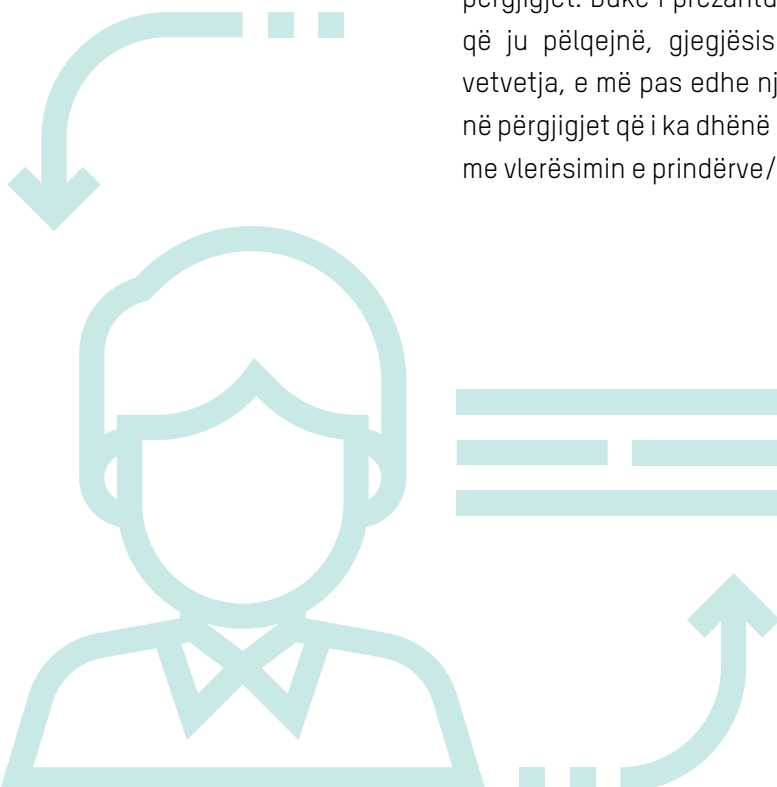 përgjigjet. Duke i prezantu
që ju pëlqejnë, gjegjësis
vetvetja, e më pas edhe nj
në përgjigjet që i ka dhënë
me vlerësimin e prindërve/